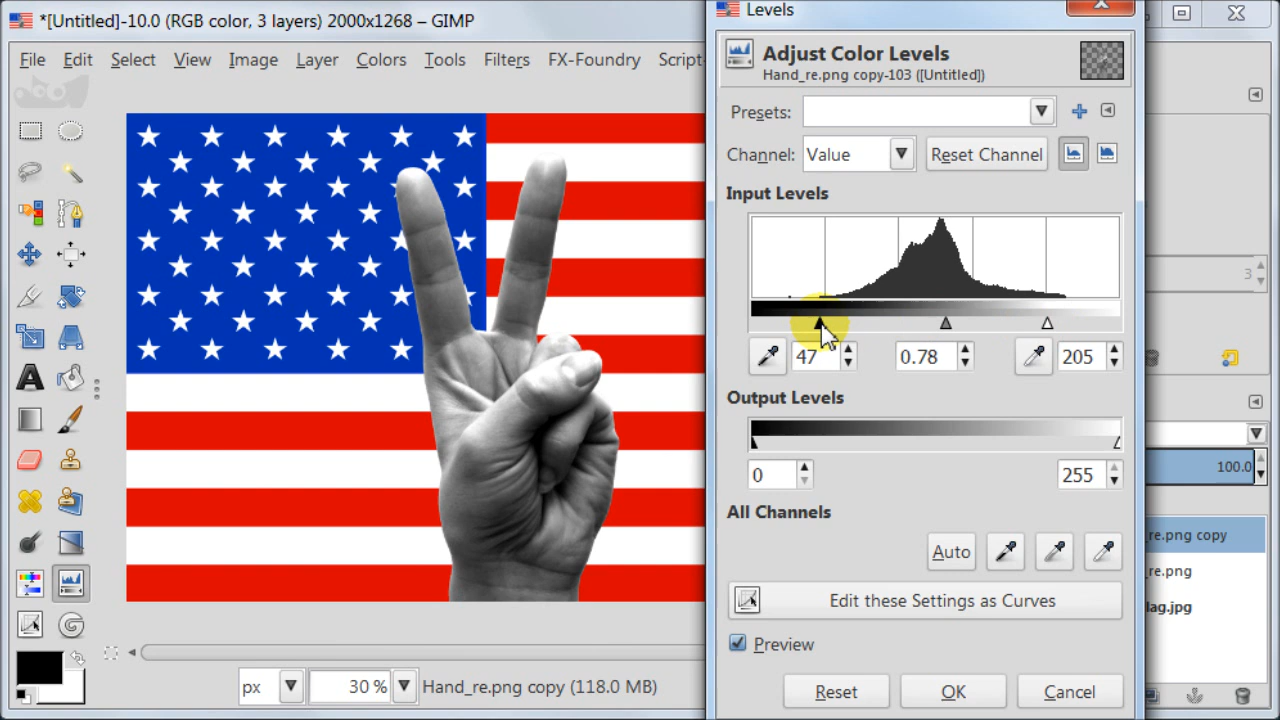 *[Untitled]-10.0 (RGB color, 3 layers) 2000x1268 – GIMP
Levels
File Edit Select View Image Layer Colors Tools Filters FX-Foundry Script-
Adjust Color Levels
Hand_re.png copy-103 ([Untitled])
Presets:
Channel: Value Reset Channel
Input Levels
3
47 0.78 205
Output Levels
100.0
0 255
All Channels
_re.png copy
Auto
_re.png
Edit these Settings as Curves
lag.jpg
Preview
px 30 % Hand_re.png copy (118.0 MB)
Reset OK Cancel